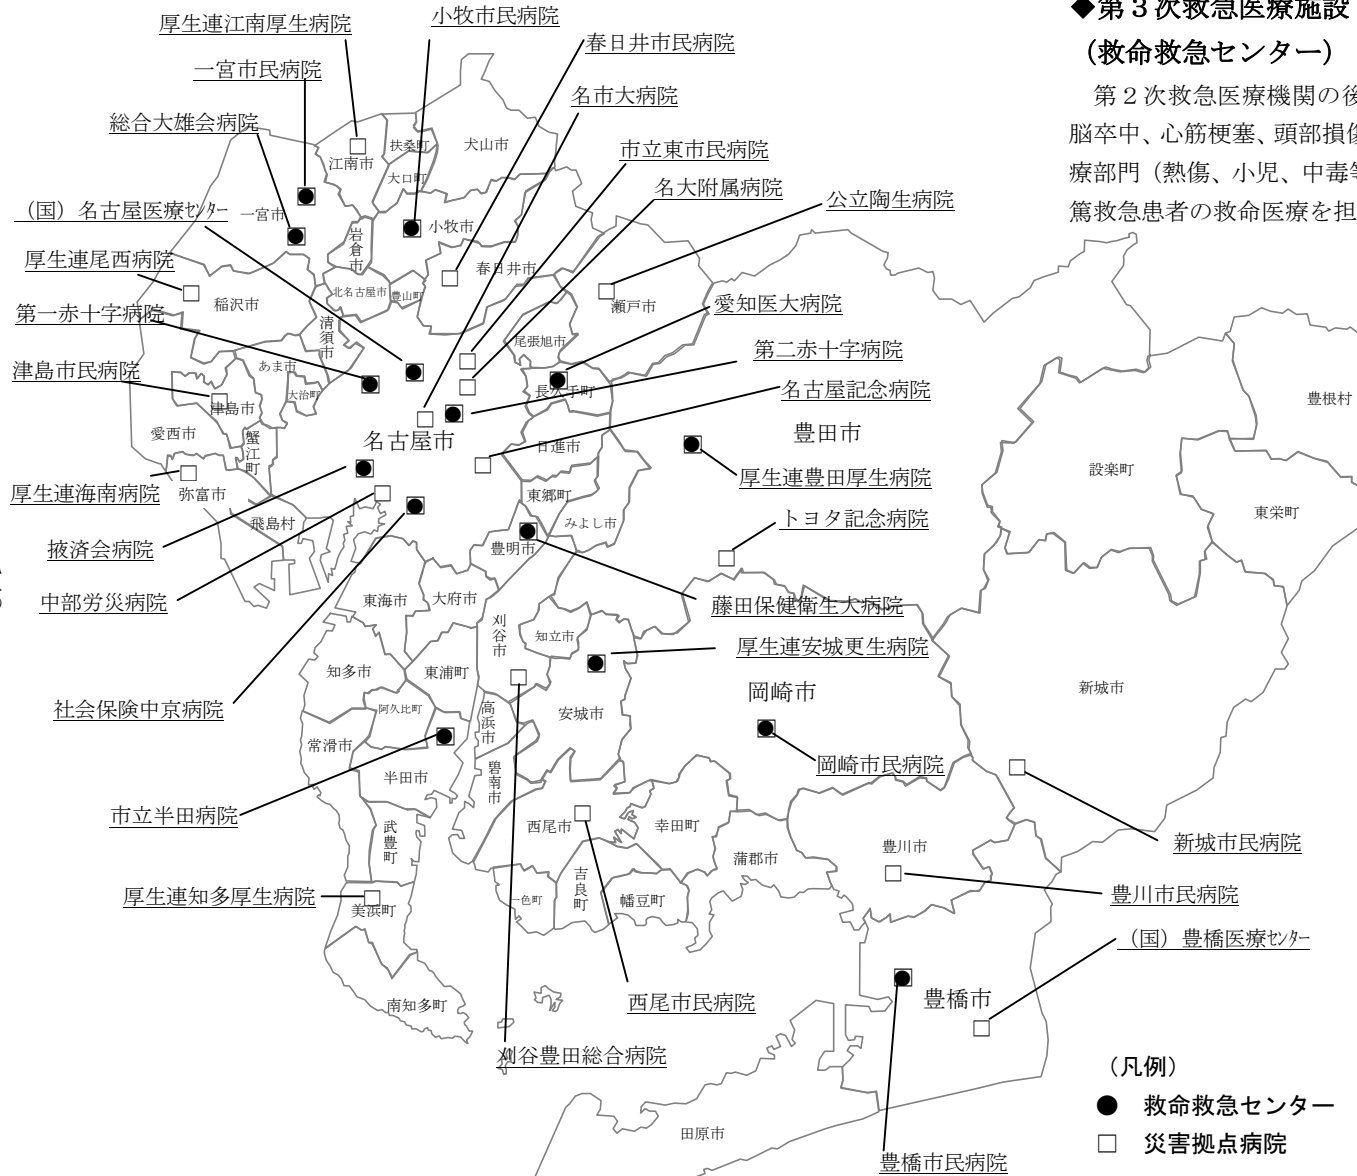 ◆第３次救急医療施設
（救命救急センター）
第２次救急医療機関の後
脳卒中、心筋梗塞、頭部損傷
療部門（熱傷、小児、中毒等
篤救急患者の救命医療を担
厚生連江南厚生病院
小牧市民病院
春日井市民病院
一宮市民病院
名市大病院
総合大雄会病院
市立東市民病院
名大附属病院
公立陶生病院
（国）名古屋医療ｾﾝﾀｰ
厚生連尾西病院
第一赤十字病院
愛知医大病院
第二赤十字病院
津島市民病院
名古屋記念病院
厚生連海南病院
厚生連豊田厚生病院
トヨタ記念病院
掖済会病院
中部労災病院
藤田保健衛生大病院
厚生連安城更生病院
社会保険中京病院
岡崎市民病院
市立半田病院
新城市民病院
厚生連知多厚生病院
豊川市民病院
（国）豊橋医療ｾﾝﾀｰ
西尾市民病院
刈谷豊田総合病院
豊橋市民病院
江南市
扶桑町
犬山市
大口町
一宮市
岩倉市
小牧市
春日井市
稲沢市
北名古屋市
豊山町
瀬戸市
清須市
尾張旭市
あま市
大治町
長久手町
津島市
愛西市
蟹江町
名古屋市
日進市
豊田市
豊根村
設楽町
東栄町
弥富市
飛島村
東郷町
みよし市
豊明市
東海市
大府市
刈谷市
知立市
知多市
東浦町
阿久比町
高浜市
安城市
岡崎市
新城市
常滑市
半田市
碧南市
武豊町
西尾市
幸田町
蒲郡市
豊川市
美浜町
一色町
吉良町
幡豆町
南知多町
豊橋市
田原市
（凡例）
● 救命救急センター
□ 災害拠点病院